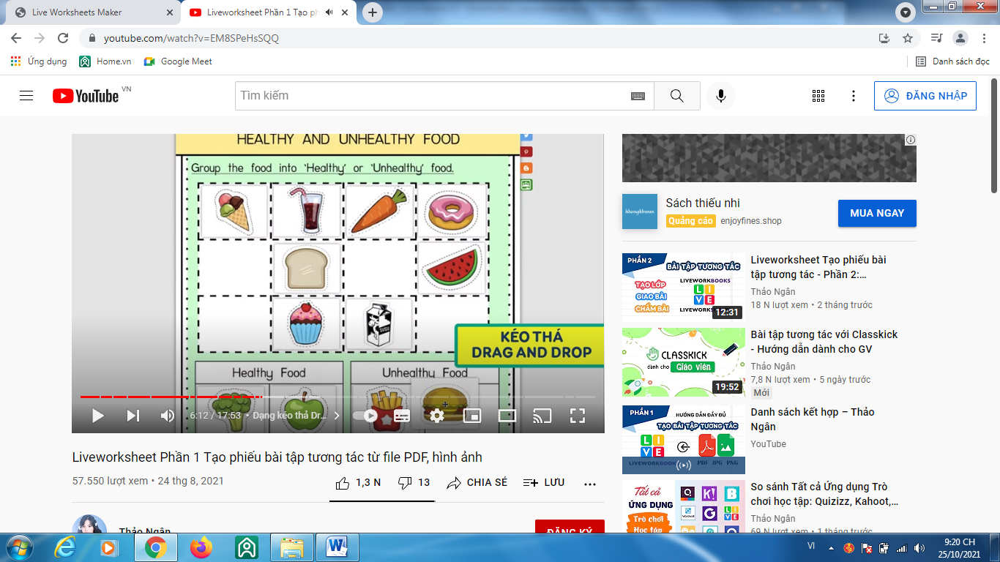 Live Worksheets Maker
Liveworksheet Phần 1 Tạo ph
youtube.com/watch?v=EM8SPeHsSQQ
Ứng dụng
Home.vn
Google Meet
Danh sách đọc
YouTube VN
Tìm kiếm
ĐĂNG NHẬP
HEALTHY AND UNHEALTHY FOOD
Group the food into 'Healthy' or 'Unhealthy' food.
SUSU
KÉO THẢ
DRAG AND DROP
Healthy Food
Unhealthy Food
6:12 / 17:53 • Dạng kéo thả Dr...
Liveworksheet Phần 1 Tạo phiếu bài tập tương tác từ file PDF, hình ảnh
57.550 lượt xem • 24 thg 8, 2021
1,3 N
13
CHIA SẺ
LƯU
Thảo Ngân
ĐĂNG KÝ
Sách thiếu nhi
Quảng cáo enjoyfines.shop
MUA NGAY
PHẦN 2
BÀI TẬP TƯƠNG TÁC
TẠO LỚP
GIAO BÀI
CHẤM BÀI
LIVEWORKBOOKS
LIVE
LIVEWORKS
12:31
Liveworksheet Tạo phiếu bài
tập tương tác - Phần 2:...
Thảo Ngân
18 N lượt xem • 2 tháng trước
CLASSKICK
dành cho Giáo viên
19:52
Bài tập tương tác với Classkick
- Hướng dẫn dành cho GV
Thảo Ngân
7,8 N lượt xem • 5 ngày trước
Mới
PHẦN 1
HƯỚNG DẪN ĐẦY ĐỦ
TẠO BÀI TẬP TƯƠNG TÁC
LIVE
LIVEWORKBOOK
PDF JPG PNG
Danh sách kết hợp – Thảo
Ngân
YouTube
Tất cả
ỨNG DỤNG
Trò chơi
Học tập
K!
B
LIVE
So sánh Tất cả Ứng dụng Trò
chơi học tập: Quizizz, Kahoot,...
Thảo Ngân
69 N lượt xem • 1 tháng trước
VI
9:20 CH
25/10/2021